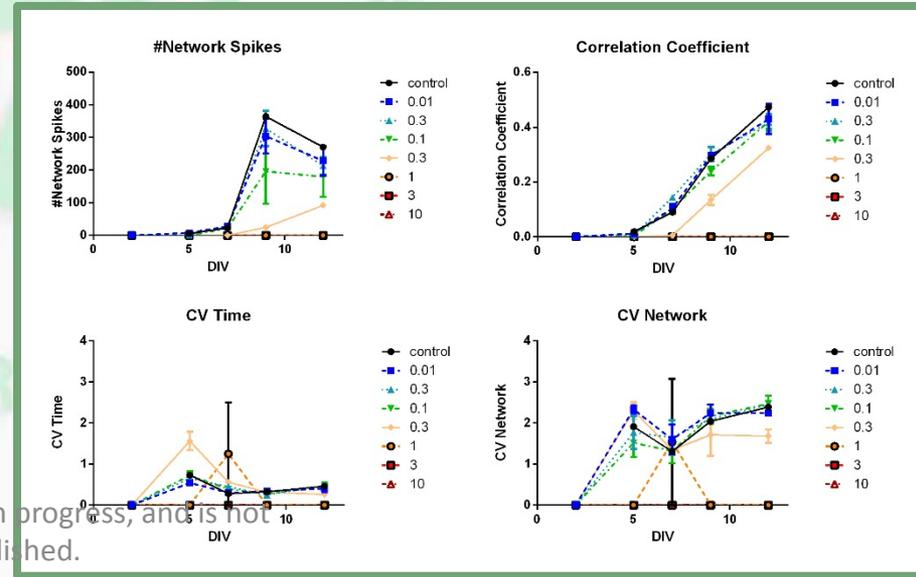 #Network Spikes
500
400
300
200
100
0
#Network Spikes
0 5 10
DIV
control
0.01
0.3
0.1
0.3
1
3
10
Correlation Coefficient
0.6
0.4
0.2
0.0
Correlation Coefficient
0 5 10
DIV
control
0.01
0.3
0.1
0.3
1
3
10
CV Time
4
3
2
1
0
CV Time
0 5 10
DIV
control
0.01
0.3
0.1
0.3
1
3
10
CV Network
4
3
2
1
0
CV Network
0 5 10
DIV
control
0.01
0.3
0.1
0.3
1
3
10
progress, and is not